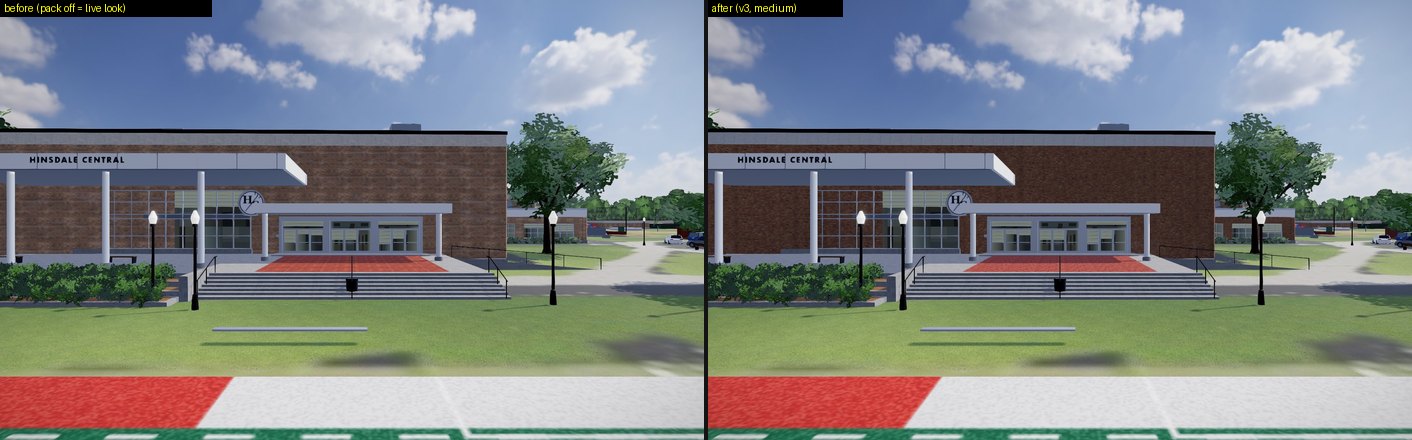 before (pack off = live look)
after (v3, medium)
HINSDALE CENTRAL
H
HINSDALE CENTRAL
H